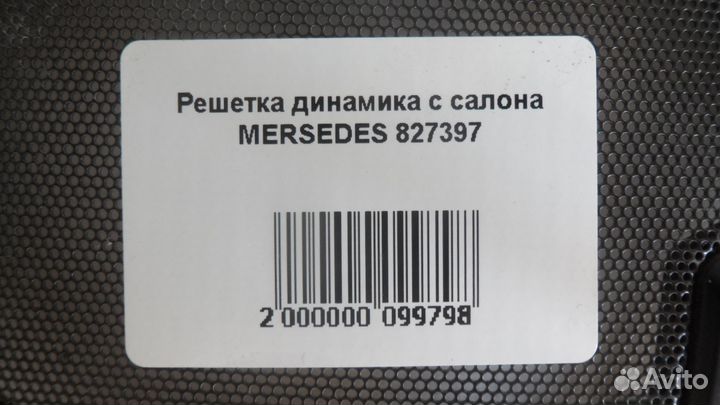 Решетка динамика с салона
MERSEDES 827397
2 000000 099798
Avito